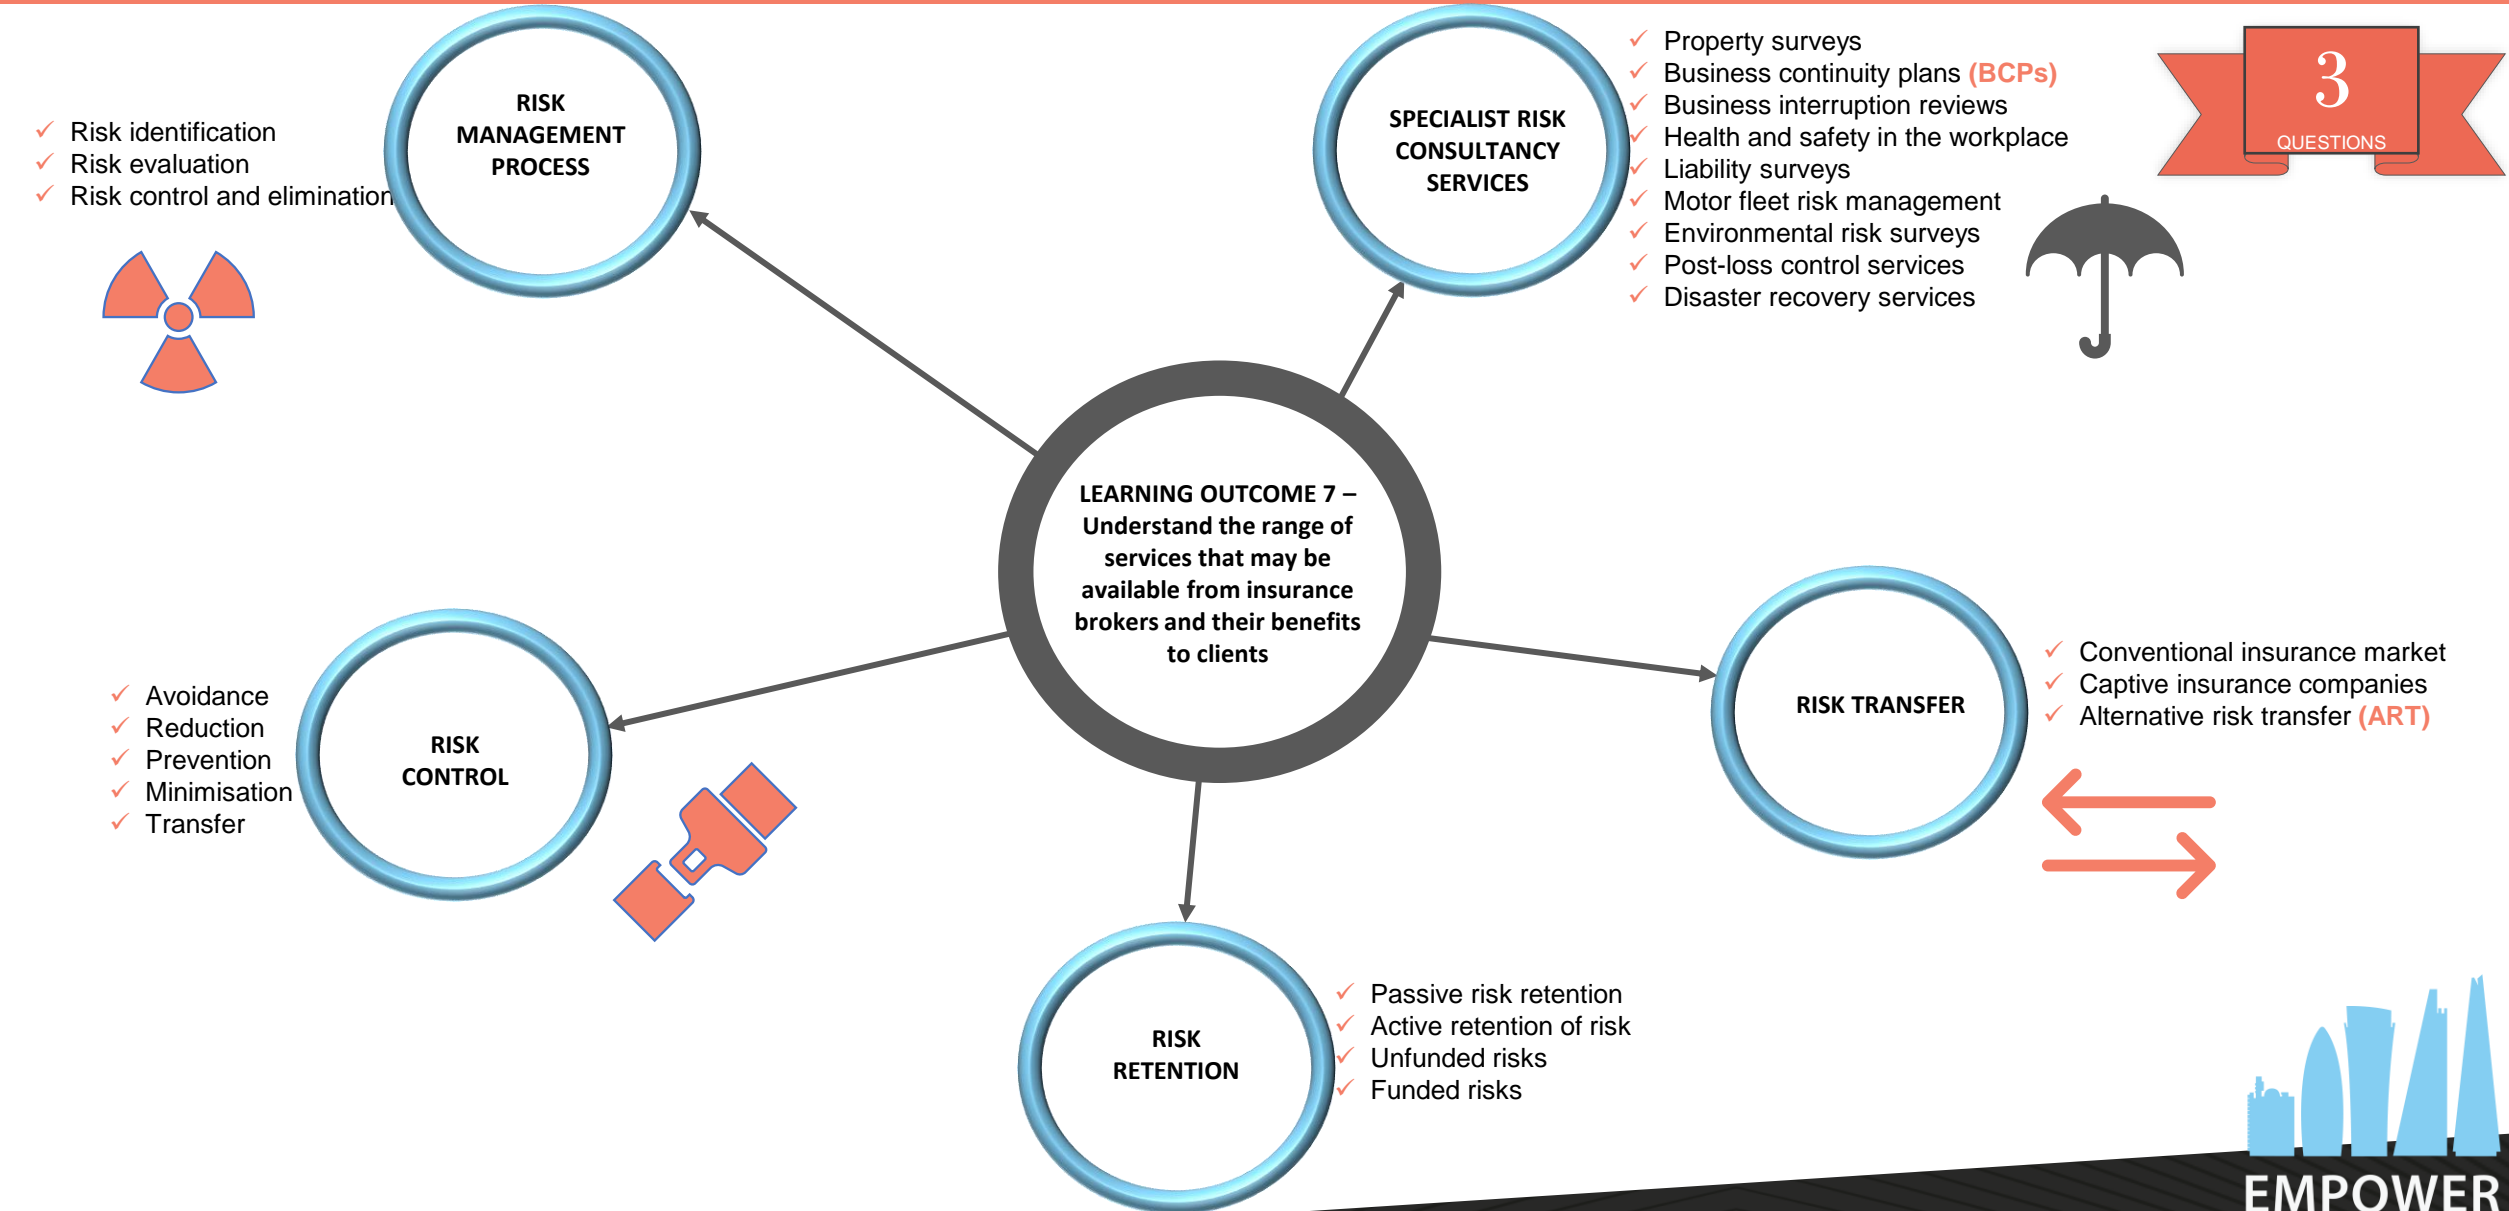 RISK
MANAGEMENT
PROCESS
Risk identification
Risk evaluation
Risk control and elimination
SPECIALIST RISK
CONSULTANCY
SERVICES
Property surveys
Business continuity plans (BCPs)
Business interruption reviews
Health and safety in the workplace
Liability surveys
Motor fleet risk management
Environmental risk surveys
Post-loss control services
Disaster recovery services
3
QUESTIONS
LEARNING OUTCOME 7 –
Understand the range of
services that may be
available from insurance
brokers and their benefits
to clients
RISK TRANSFER
Conventional insurance market
Captive insurance companies
Alternative risk transfer (ART)
Avoidance
Reduction
Prevention
Minimisation
Transfer
RISK
CONTROL
RISK
RETENTION
Passive risk retention
Active retention of risk
Unfunded risks
Funded risks
EMPOWER